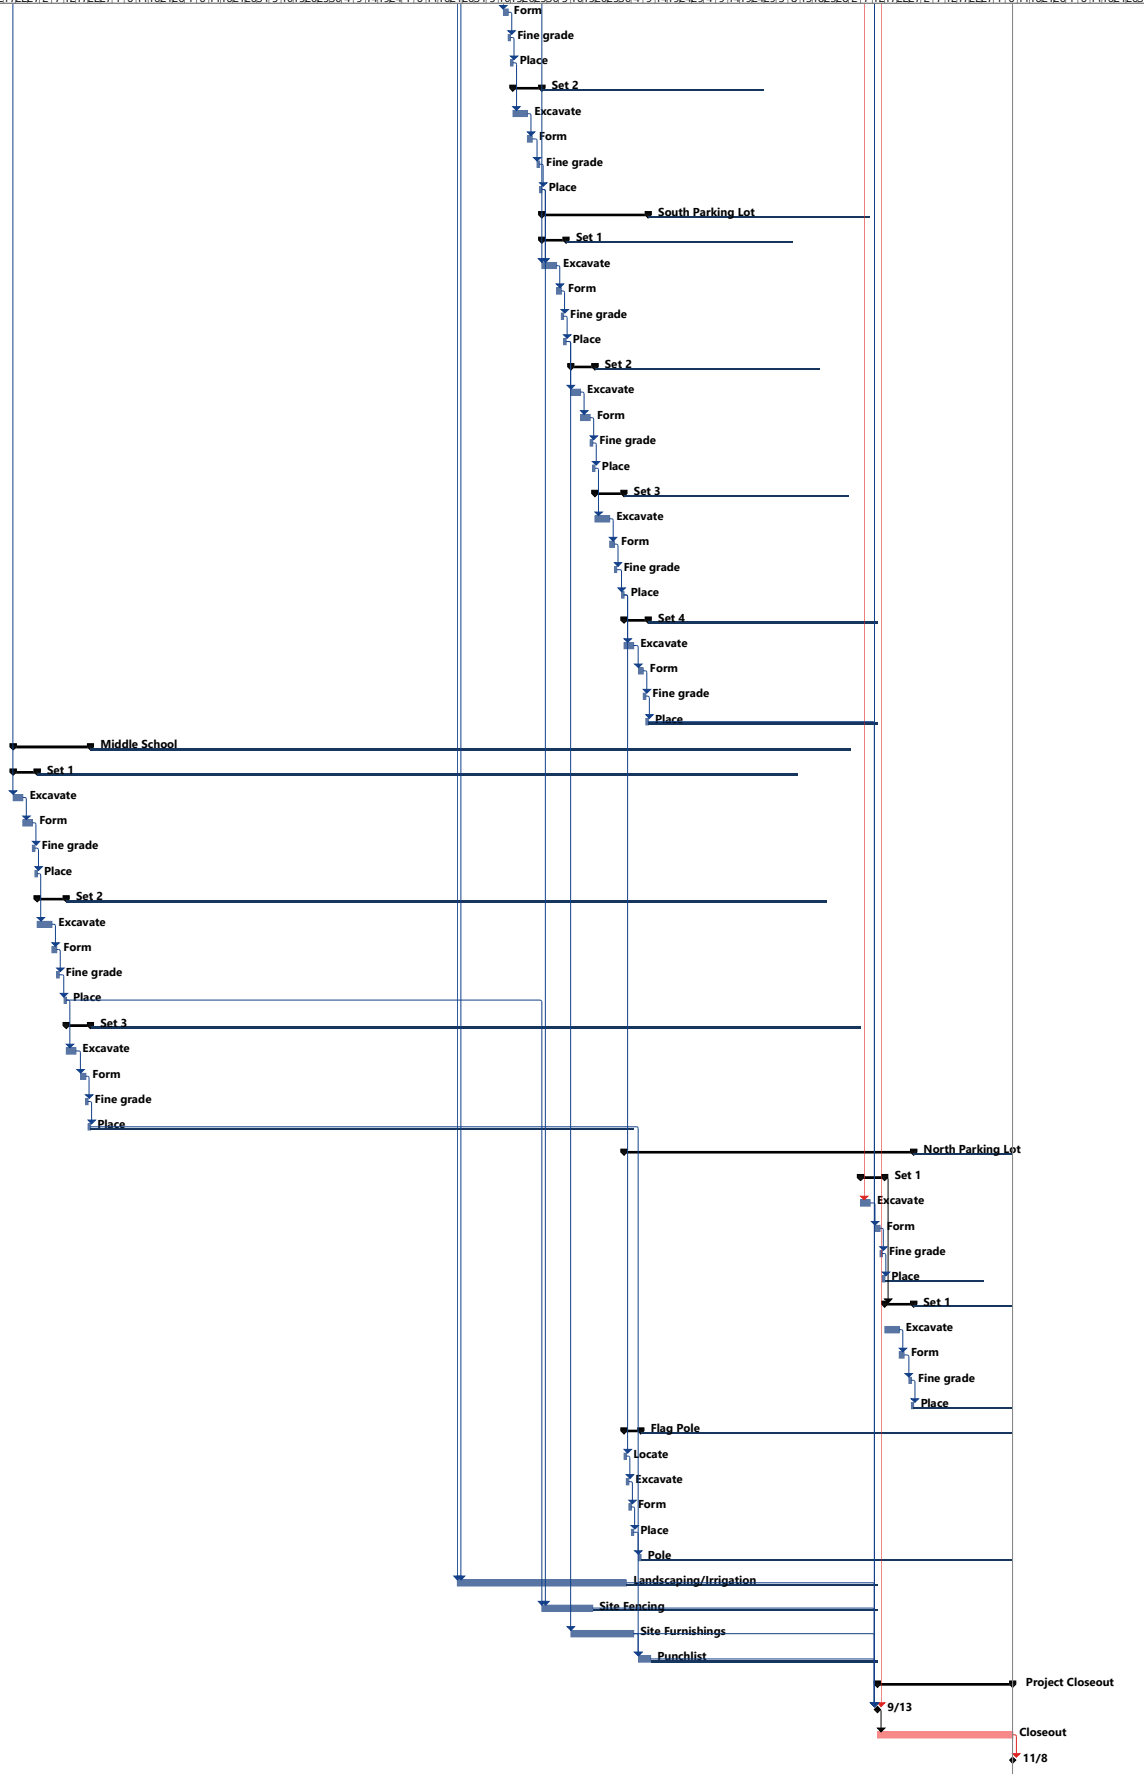 Form
Fine grade
Place
Set 2
Excavate
Form
Fine grade
Place
South Parking Lot
Set 1
Excavate
Form
Fine grade
Place
Set 2
Excavate
Form
Fine grade
Place
Set 3
Excavate
Form
Fine grade
Place
Set 4
Excavate
Form
Fine grade
Place
Middle School
Set 1
Excavate
Form
Fine grade
Place
Set 2
Excavate
Form
Fine grade
Place
Set 3
Excavate
Form
Fine grade
Place
North Parking Lot
Set 1
Excavate
Form
Fine grade
Place
Set 1
Excavate
Form
Fine grade
Place
Flag Pole
Locate
Excavate
Form
Place
Pole
Landscaping/Irrigation
Site Fencing
Site Furnishings
Punchlist
Project Closeout
9/13
Closeout
11/8